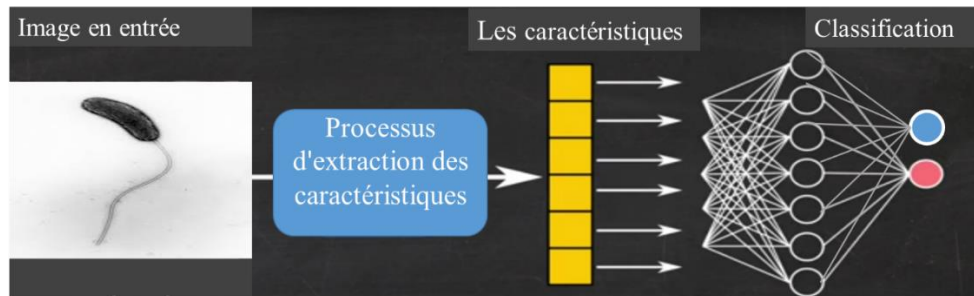 Image en entrée
Les caractéristiques
Classification
Processus
d'extraction des
caractéristiques